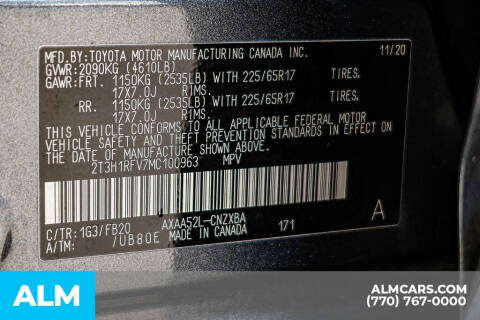 MFD.BY: TOYOTA MOTOR MANUFACTURING CANADA INC. 11/20
GVWR: 2090KG (4610LB)
GAWR: FRT. 1150KG (2535LB) WITH 225/65R17 TIRES.
17X7.0J RIMS.
RR. 1150KG (2535LB) WITH 225/65R17 TIRES.
17X7.0J RIMS.
THIS VEHICLE CONFORMS TO ALL APPLICABLE FEDERAL MOTOR
VEHICLE SAFETY AND THEFT PREVENTION STANDARDS IN EFFECT ON
THE DATE OF MANUFACTURE SHOWN ABOVE.
2T3H1RFV7MC100963 MPV
C/TR: 1G3/FB20 AXAA52L-CNZXBA A
A/TM: /UB80E MADE IN CANADA 171
ALM
ALMCARS.COM
(770) 767-0000